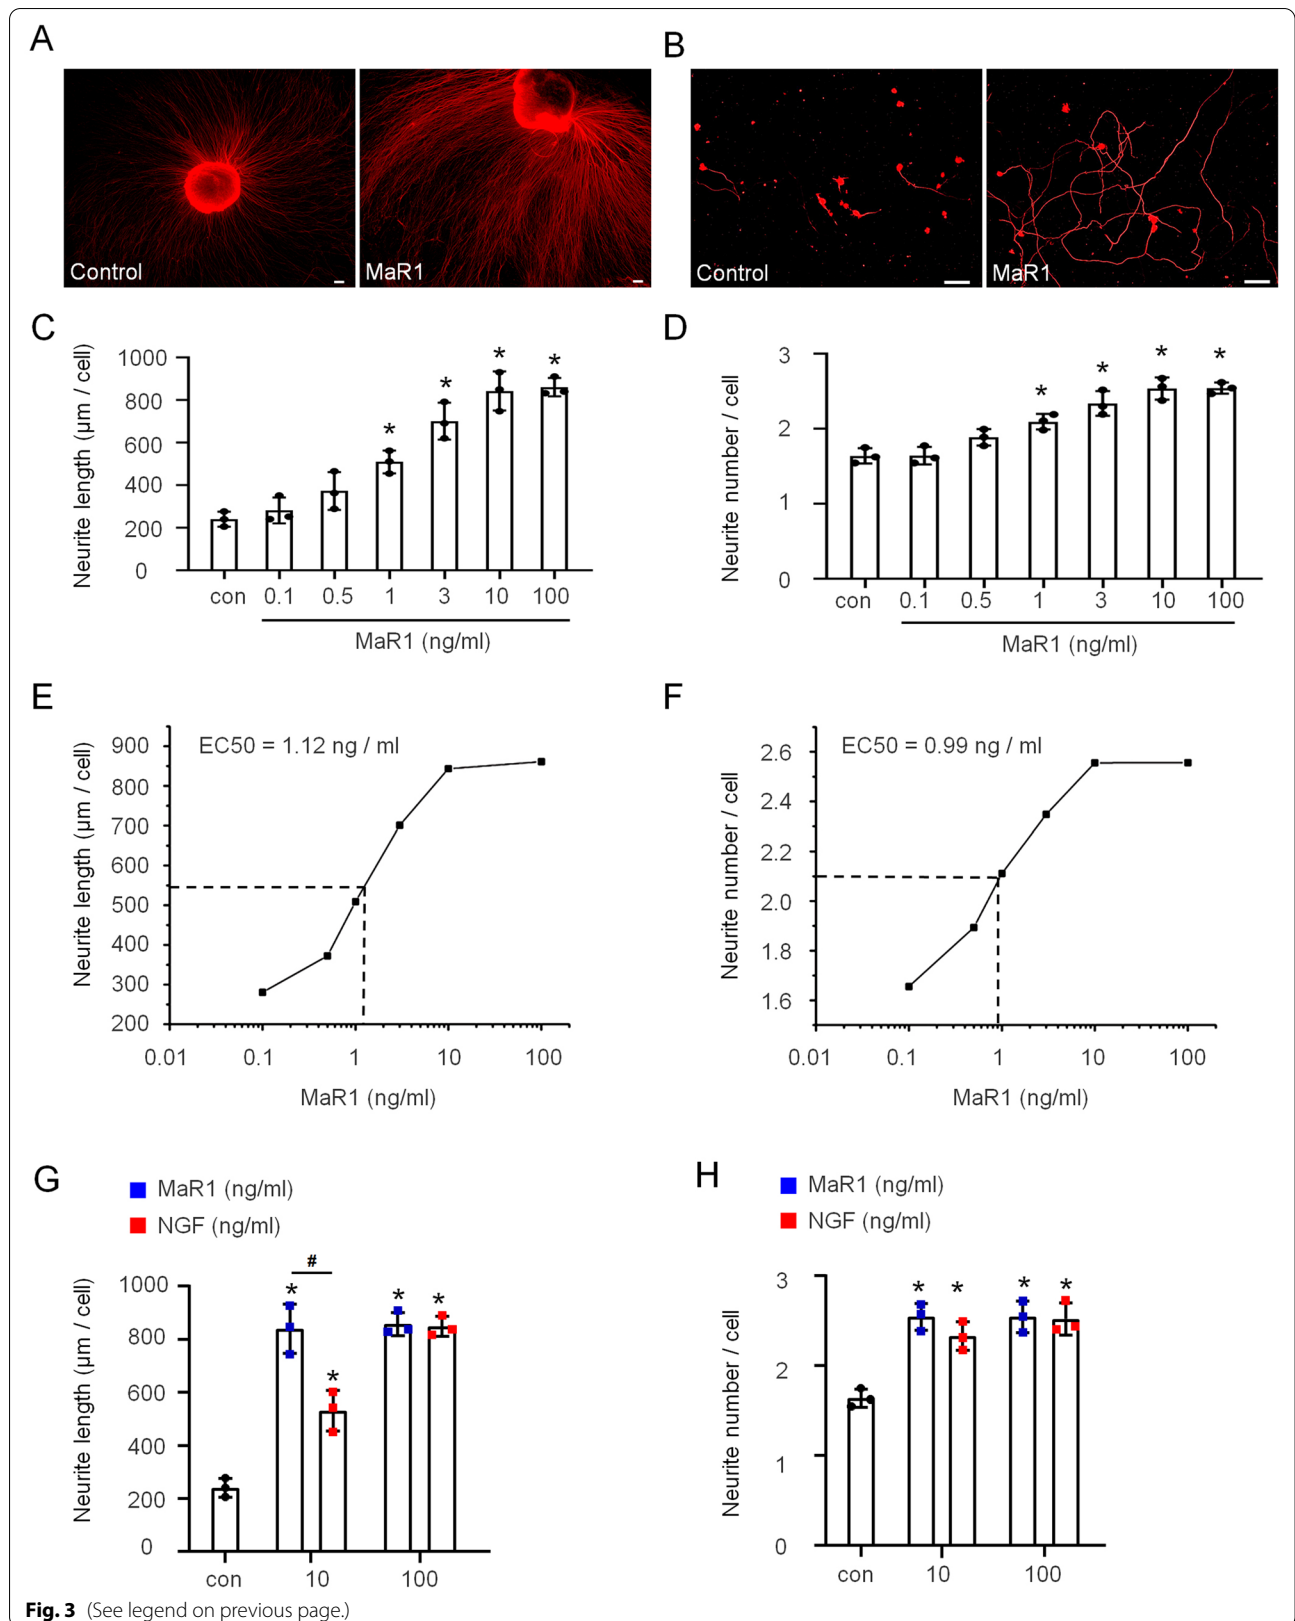 A
B
Control
MaR1
Control
MaR1
C
Neurite length (µm / cell)
1000
800
600
400
200
0
* * * *
con 0.1 0.5 1 3 10 100
MaR1 (ng/ml)
D
Neurite number / cell
3
2
1
0
* * * *
con 0.1 0.5 1 3 10 100
MaR1 (ng/ml)
E
Neurite length (µm / cell)
EC50 = 1.12 ng / ml
900
800
700
600
500
400
300
200
0.01 0.1 1 10 100
MaR1 (ng/ml)
F
Neurite number / cell
EC50 = 0.99 ng / ml
2.6
2.4
2.2
2.0
1.8
1.6
0.01 0.1 1 10 100
MaR1 (ng/ml)
G
MaR1 (ng/ml)
NGF (ng/ml)
Neurite length (µm / cell)
#
* * * *
1000
800
600
400
200
0
con 10 100
H
MaR1 (ng/ml)
NGF (ng/ml)
Neurite number / cell
* * * *
3
2
1
0
con 10 100
Fig. 3 (See legend on previous page.)